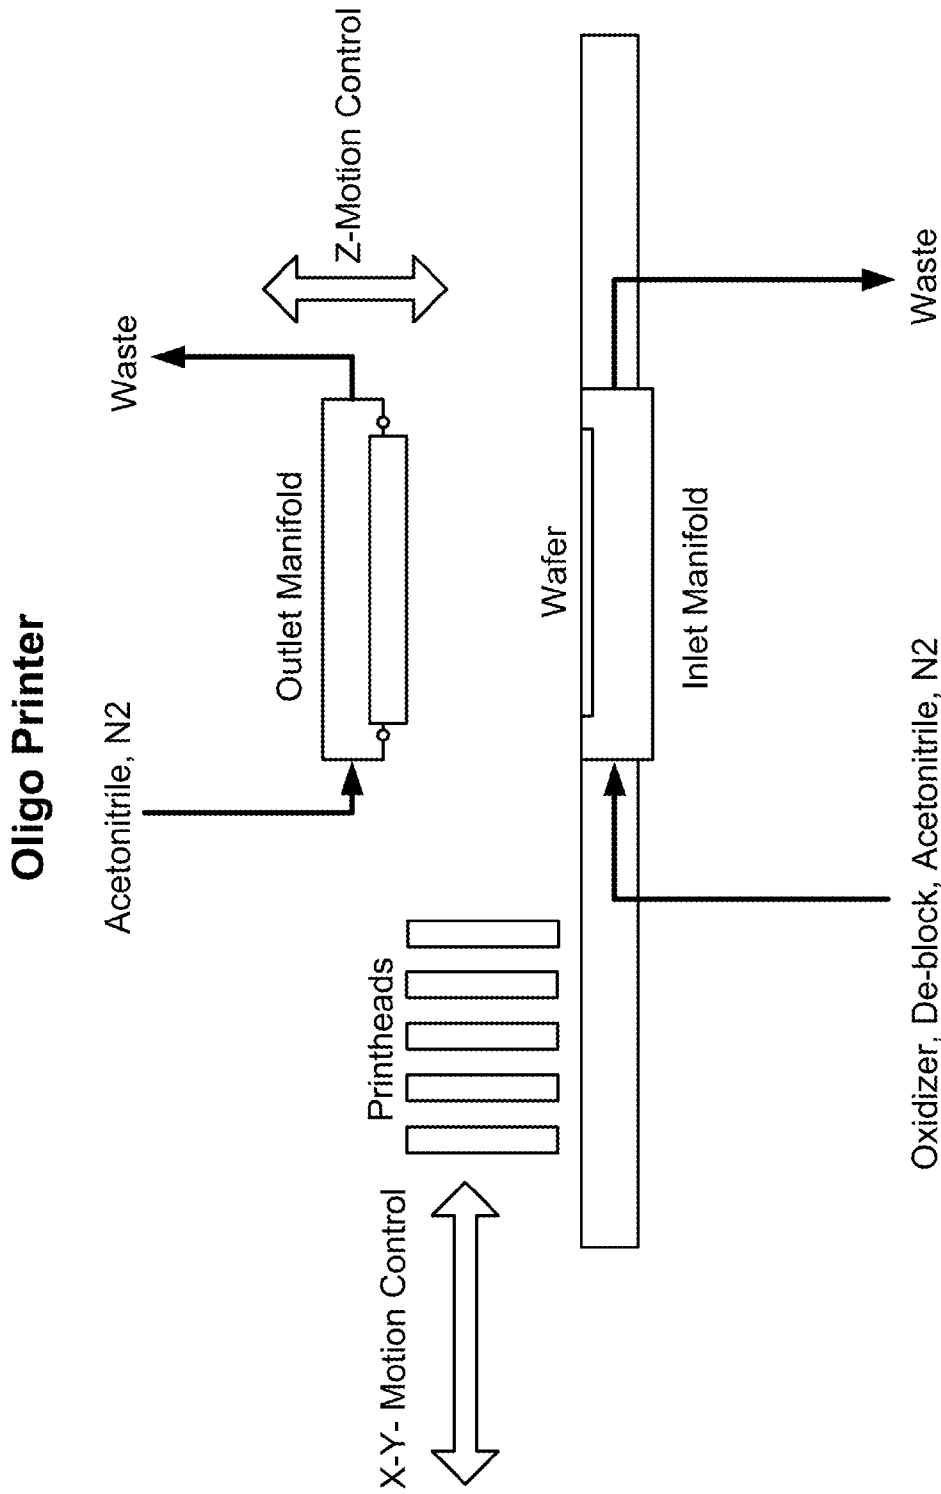 Oligo Printer
Acetonitrile, N2
Waste
Outlet Manifold
Z-Motion Control
X-Y- Motion Control
Printheads
Wafer
Inlet Manifold
Oxidizer, De-block, Acetonitrile, N2
Waste